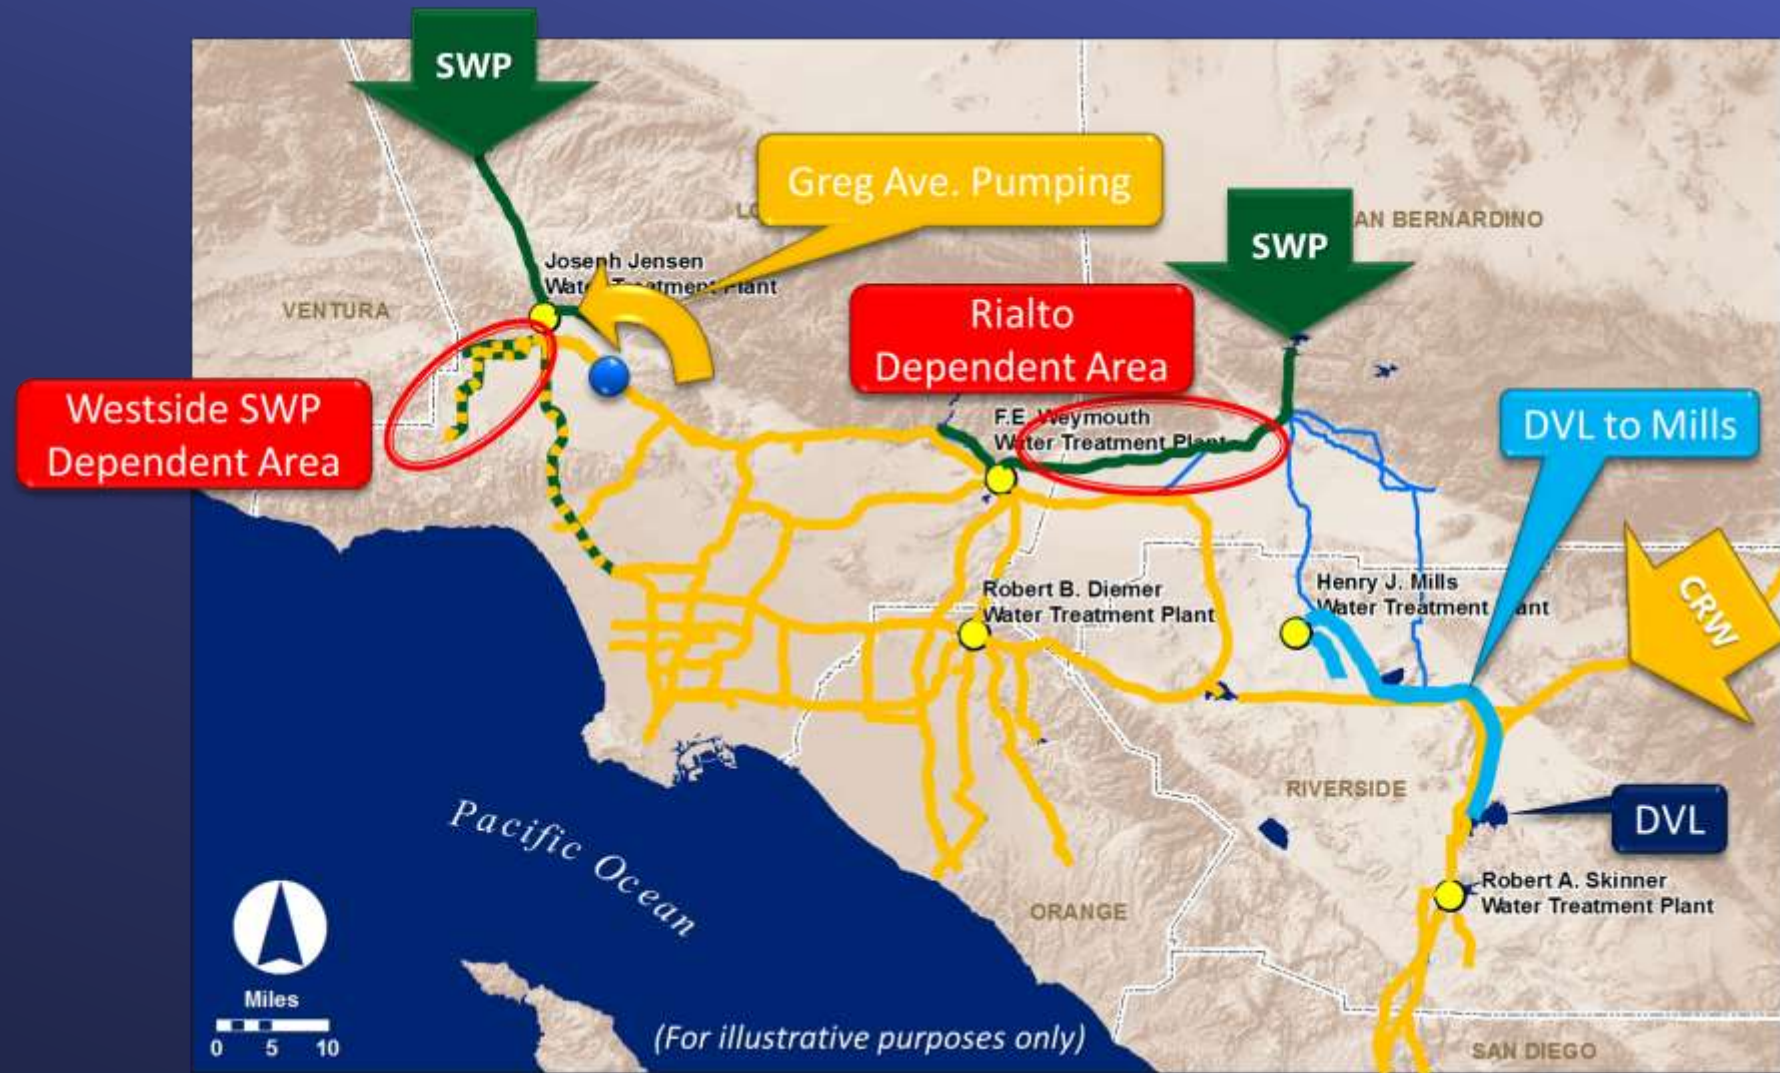 SWP
Greg Ave. Pumping
LO
SWP
AN BERNARDINO
Joseph Jensen
Water Treatment Plant
VENTURA
Rialto
Dependent Area
Westside SWP
Dependent Area
F.E. Weymouth
Water Treatment Plant
DVL to Mills
Robert B. Diemer
Water Treatment Plant
Henry J. Mills
Water Treatment Plant
CRW
RIVERSIDE
DVL
Pacific Ocean
Robert A. Skinner
Water Treatment Plant
ORANGE
Miles
0 5 10
(For illustrative purposes only)
SAN DIEGO